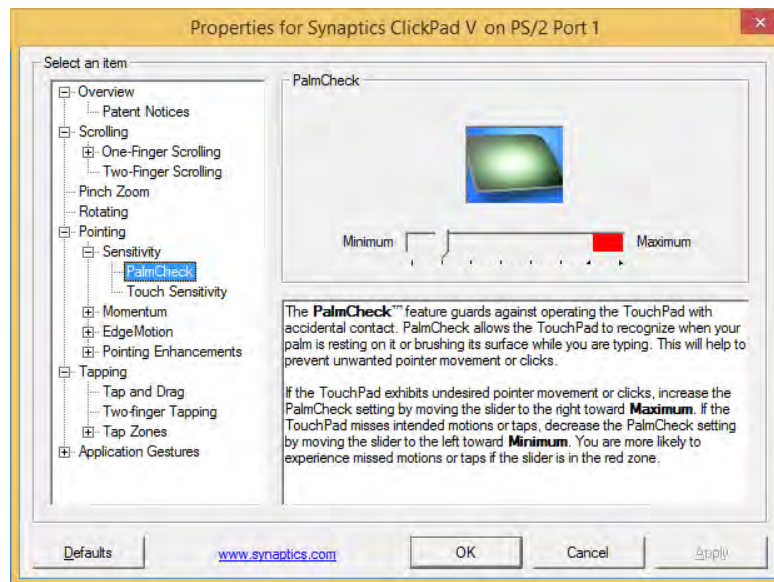 Properties for Synaptics ClickPad V on PS/2 Port 1
Select an item
Overview
Patent Notices
Scrolling
One-Finger Scrolling
Two-Finger Scrolling
Pinch Zoom
Rotating
Pointing
Sensitivity
PalmCheck
Touch Sensitivity
Momentum
EdgeMotion
Pointing Enhancements
Tapping
Tap and Drag
Two-finger Tapping
Tap Zones
Application Gestures
PalmCheck
Minimum
Maximum
The PalmCheck™ feature guards against operating the TouchPad with
accidental contact. PalmCheck allows the TouchPad to recognize when your
palm is resting on it or brushing its surface while you are typing. This will help to
prevent unwanted pointer movement or clicks.
If the TouchPad exhibits undesired pointer movement or clicks, increase the
PalmCheck setting by moving the slider to the right toward Maximum. If the
TouchPad misses intended motions or taps, decrease the PalmCheck setting
by moving the slider to the left toward Minimum. You are more likely to
experience missed motions or taps if the slider is in the red zone.
Defaults
www.synaptics.com
OK
Cancel
Apply